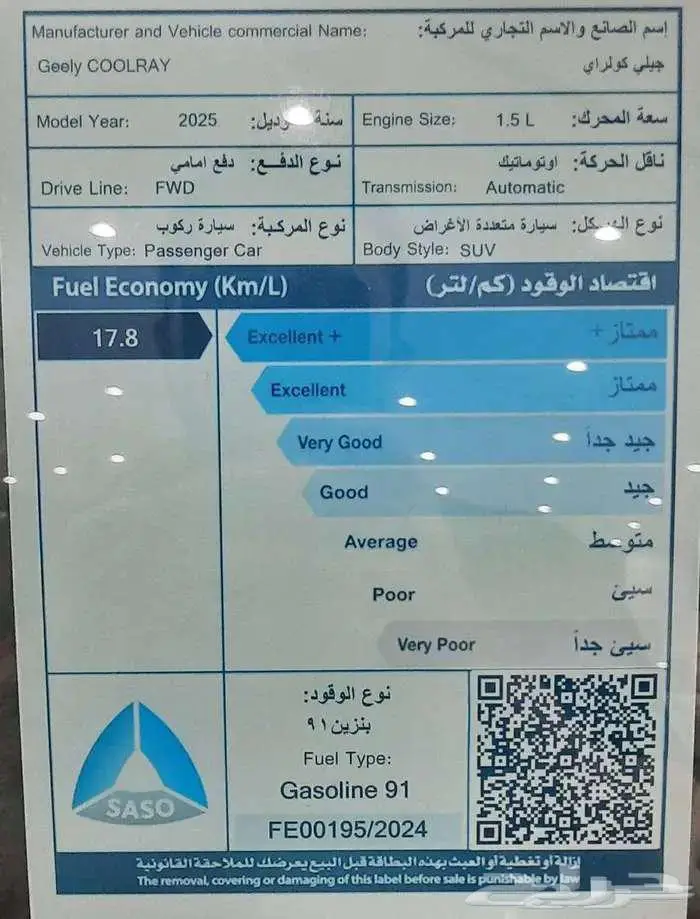 Manufacturer and Vehicle commercial Name: إسم الصانع والاسم التجاري للمركبة:
Geely COOLRAY جيلي كولراي
Model Year: 2025 سنة
Engine Size: 1.5 L سعة المحرك:
نوع الدفع: دفع امامي
Drive Line: FWD
ناقل الحركة: اوتوماتيك
Transmission: Automatic
نوع المركبة: سيارة ركوب
Vehicle Type: Passenger Car
نوع سيارة متعددة الاغراض
Body Style: SUV
Fuel Economy (Km/L) اقتصاد الوقود (كم/لتر)
17.8 Excellent + ممتاز +
Excellent ممتاز
Very Good جيد جداً
Good جيد
Average متوسط
Poor سيئ
Very Poor سيئ جداً
نوع الوقود:
بنزين ٩١
Fuel Type:
Gasoline 91
FE00195/2024
SASO
إزالة أو تغطية أو العبث بهذه البطاقة قبل البيع يعرضك للملاحقة القانونية
The removal, covering or damaging of this label before sale is punishable by law
حراج